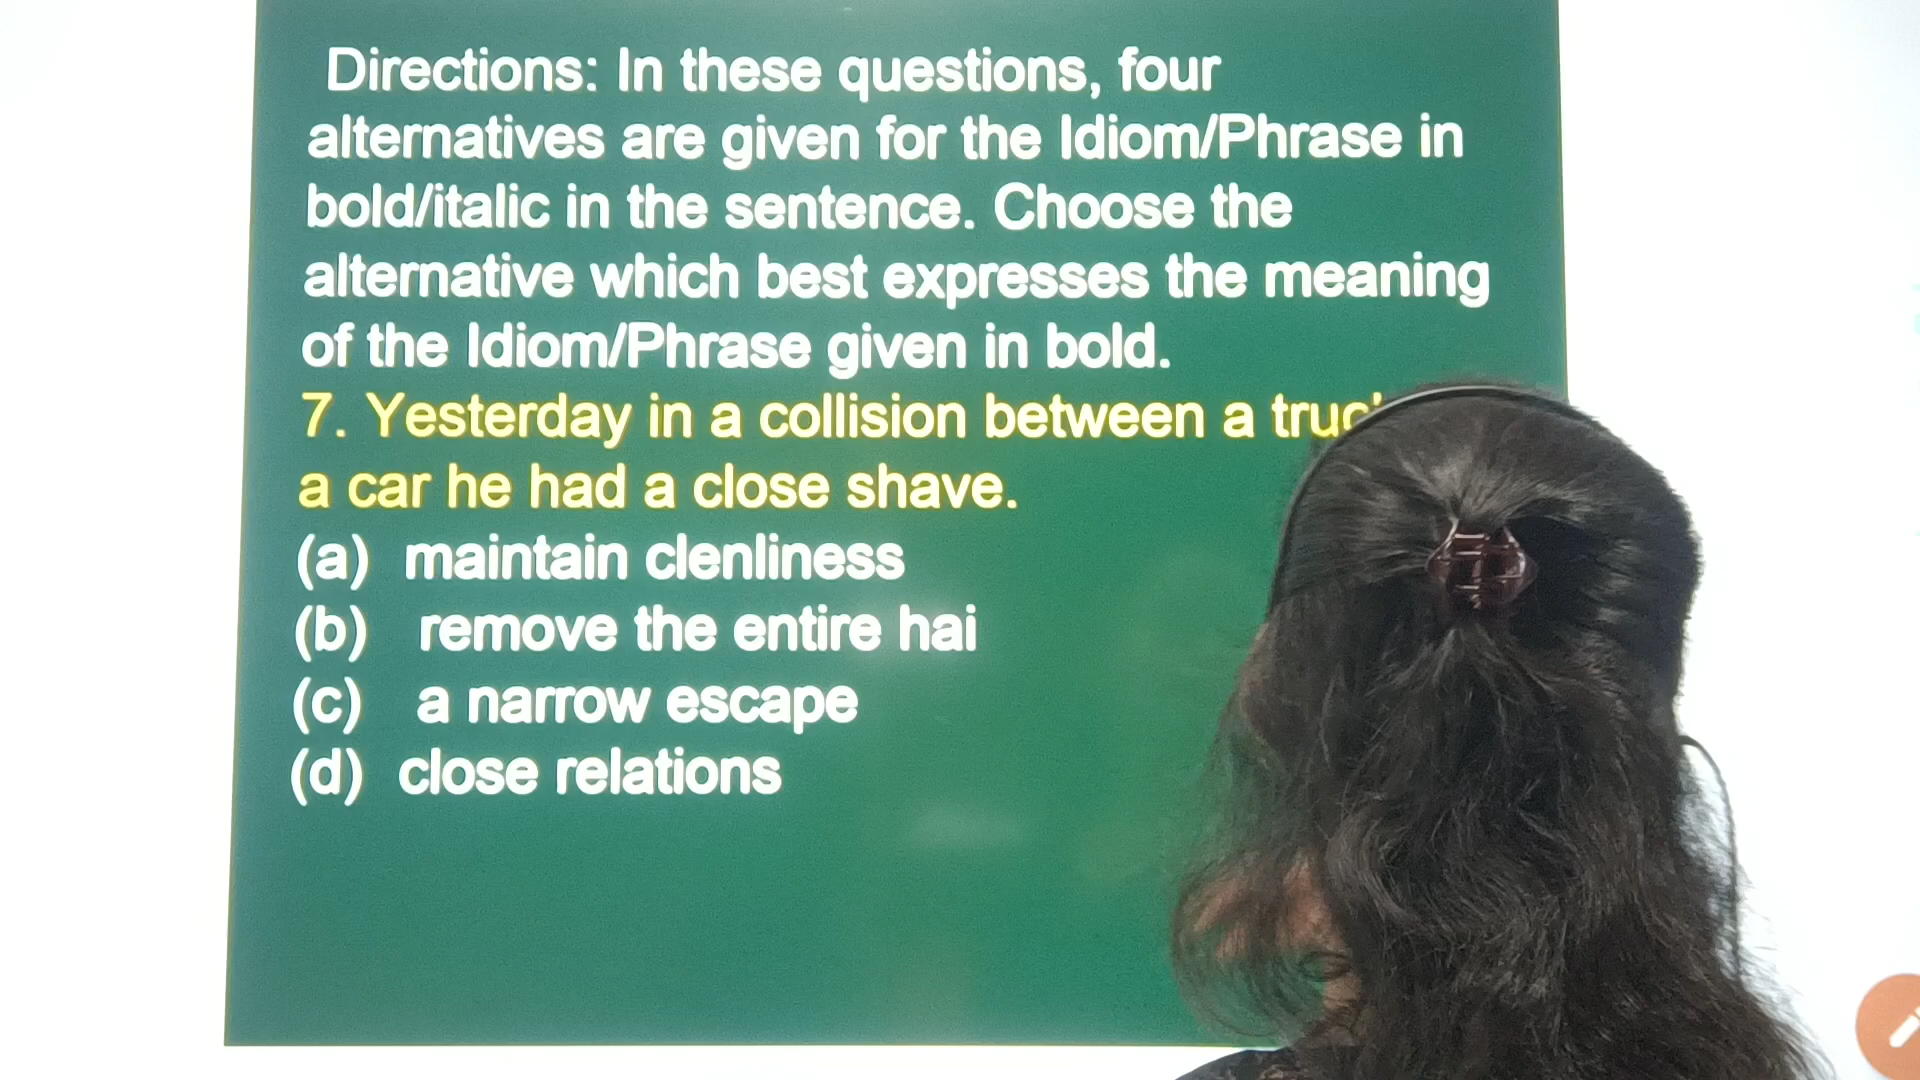 Directions: In these questions, four
alternatives are given for the Idiom/Phrase in
bold/italic in the sentence. Choose the
alternative which best expresses the meaning
of the Idiom/Phrase given in bold.
7. Yesterday in a collision between a
a car he had a close shave.
(a) maintain clenliness
(b) remove the entire hai
(c) a narrow escape
(d) close relations